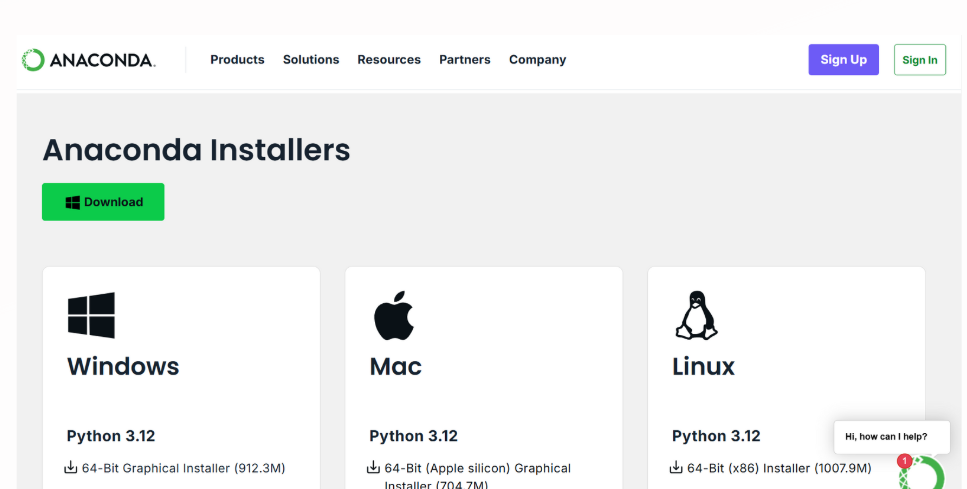 ANACONDA.
Products Solutions Resources Partners Company
Sign Up
Sign In
Anaconda Installers
Download
Windows
Python 3.12
64-Bit Graphical Installer (912.3M)
Mac
Python 3.12
64-Bit (Apple silicon) Graphical
Installer (704.7M)
Linux
Python 3.12
64-Bit (x86) Installer (1007.9M)
Hi, how can I help?
1